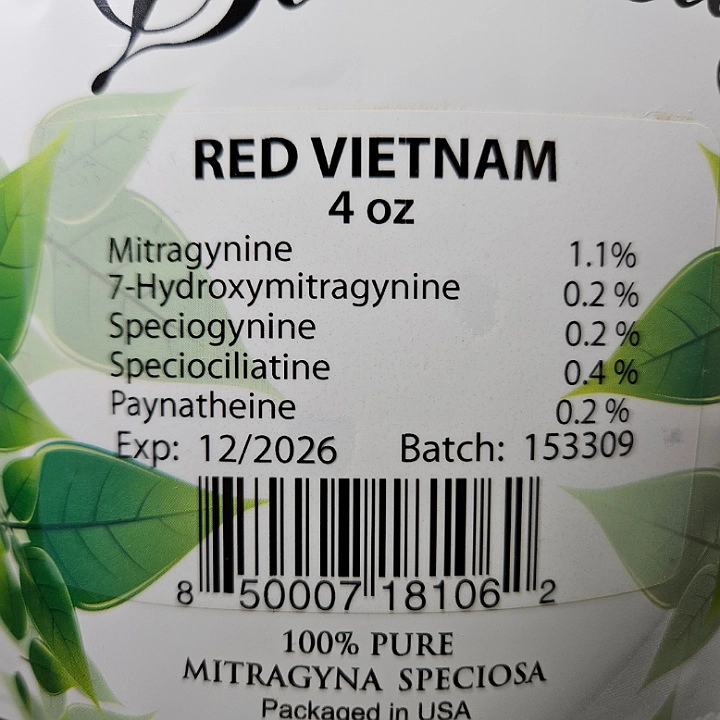 RED VIETNAM
4 oz
Mitragynine 1.1%
7-Hydroxymitragynine 0.2 %
Speciogynine 0.2 %
Speciociliatine 0.4 %
Paynatheine 0.2 %
Exp: 12/2026 Batch: 153309
8 50007 18106 2
100% PURE
MITRAGYNA SPECIOSA
Packaged in USA